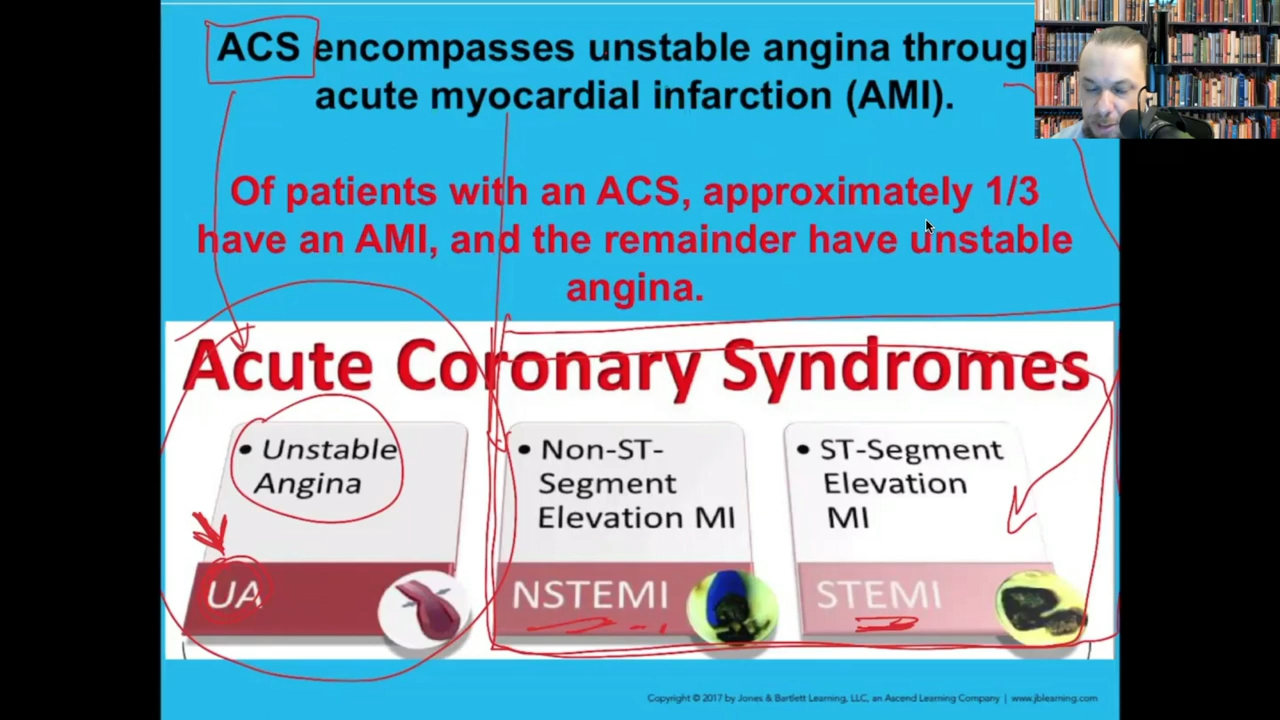 ACS encompasses unstable angina through
acute myocardial infarction (AMI).
Of patients with an ACS, approximately 1/3
have an AMI, and the remainder have unstable
angina.
Acute Coronary Syndromes
• Unstable
Angina
UA
• Non-ST-
Segment
Elevation MI
NSTEMI
• ST-Segment
Elevation
MI
STEMI
Copyright © 2017 by Jones & Bartlett Learning, LLC, an Ascend Learning Company | www.jblearning.com